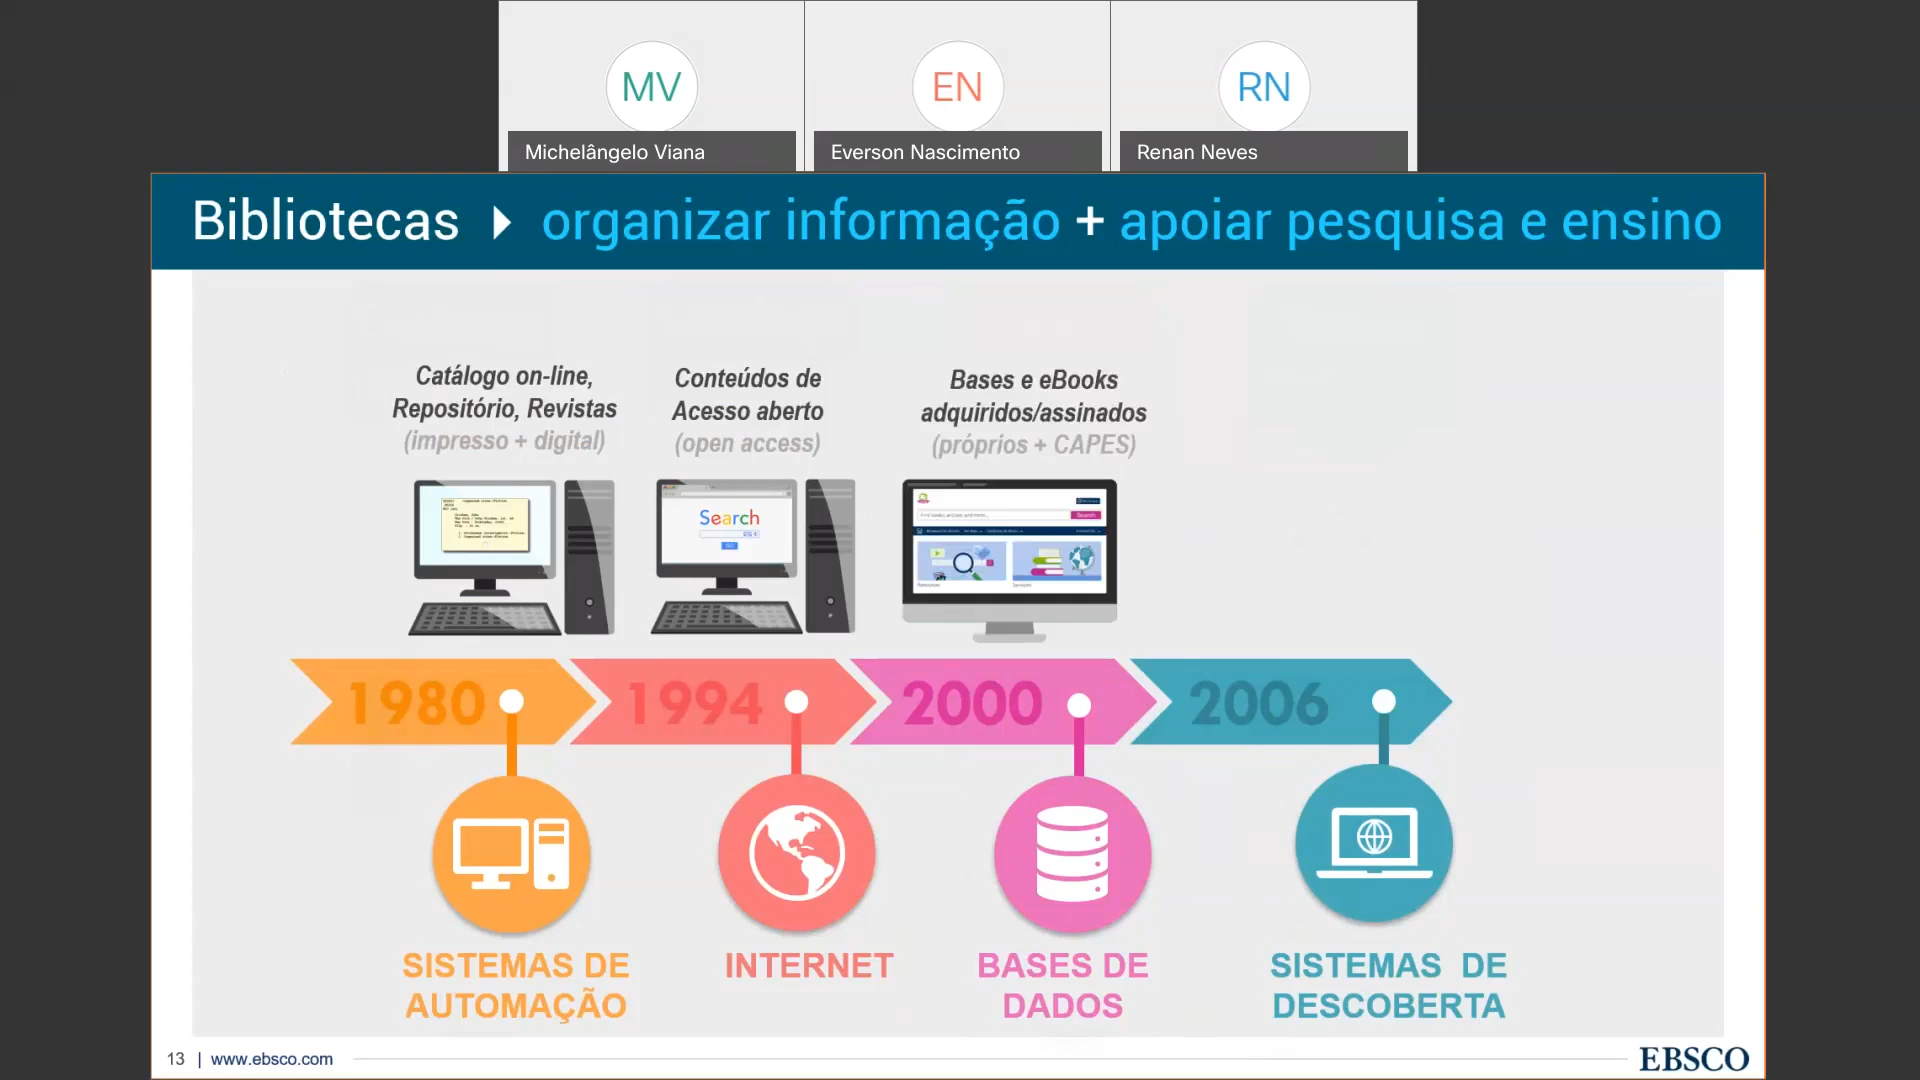 MV
EN
RN
Michelângelo Viana
Everson Nascimento
Renan Neves
Bibliotecas organizar informação + apoiar pesquisa e ensino
Catálogo on-line,
Repositório, Revistas
(impresso + digital)
Conteúdos de
Acesso aberto
(open access)
Bases e eBooks
adquiridos/assinados
(próprios + CAPES)
Search
GO
Search
1980
1994
2000
2006
SISTEMAS DE
AUTOMAÇÃO
INTERNET
BASES DE
DADOS
SISTEMAS DE
DESCOBERTA
13 | www.ebsco.com
EBSCO